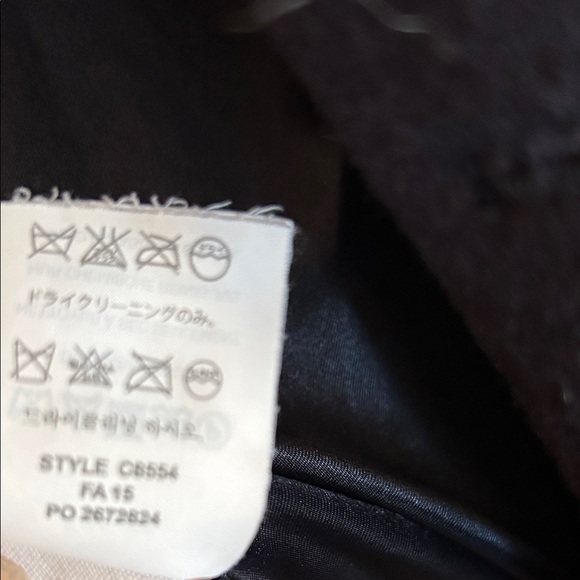 ドライクリーニングのみ。
드라이클리닝 하시오
STYLE C8554
FA 15
PO 2672824